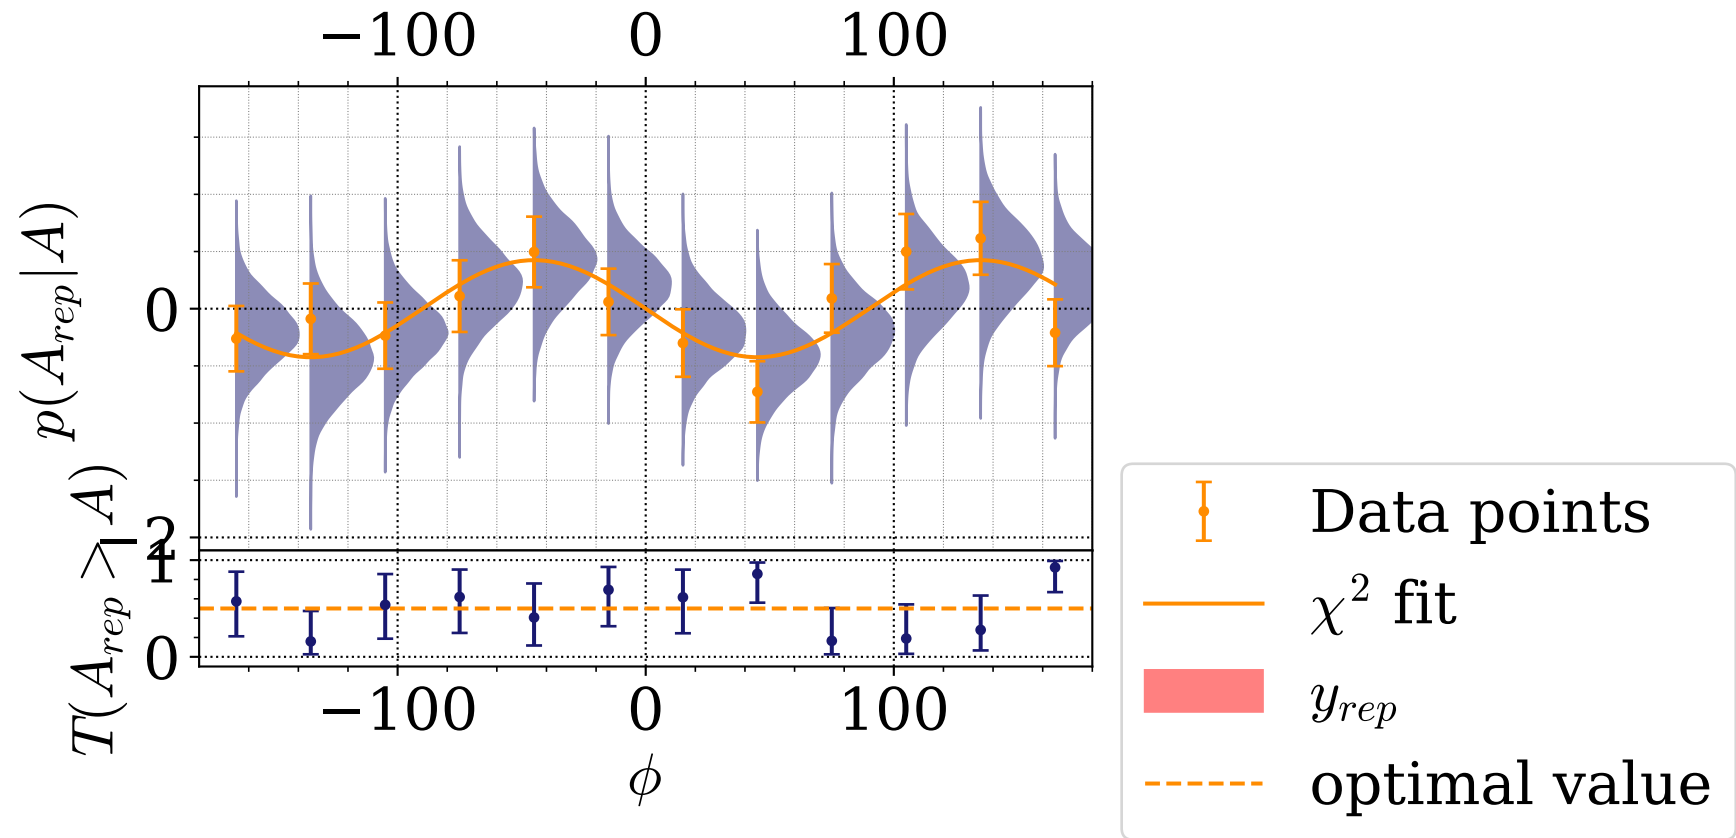 −100 0 100
p(A_rep|A)
0
−2
T(A_rep > A)
1
0
−100 0 100
ϕ
Data points
χ² fit
y_rep
optimal value